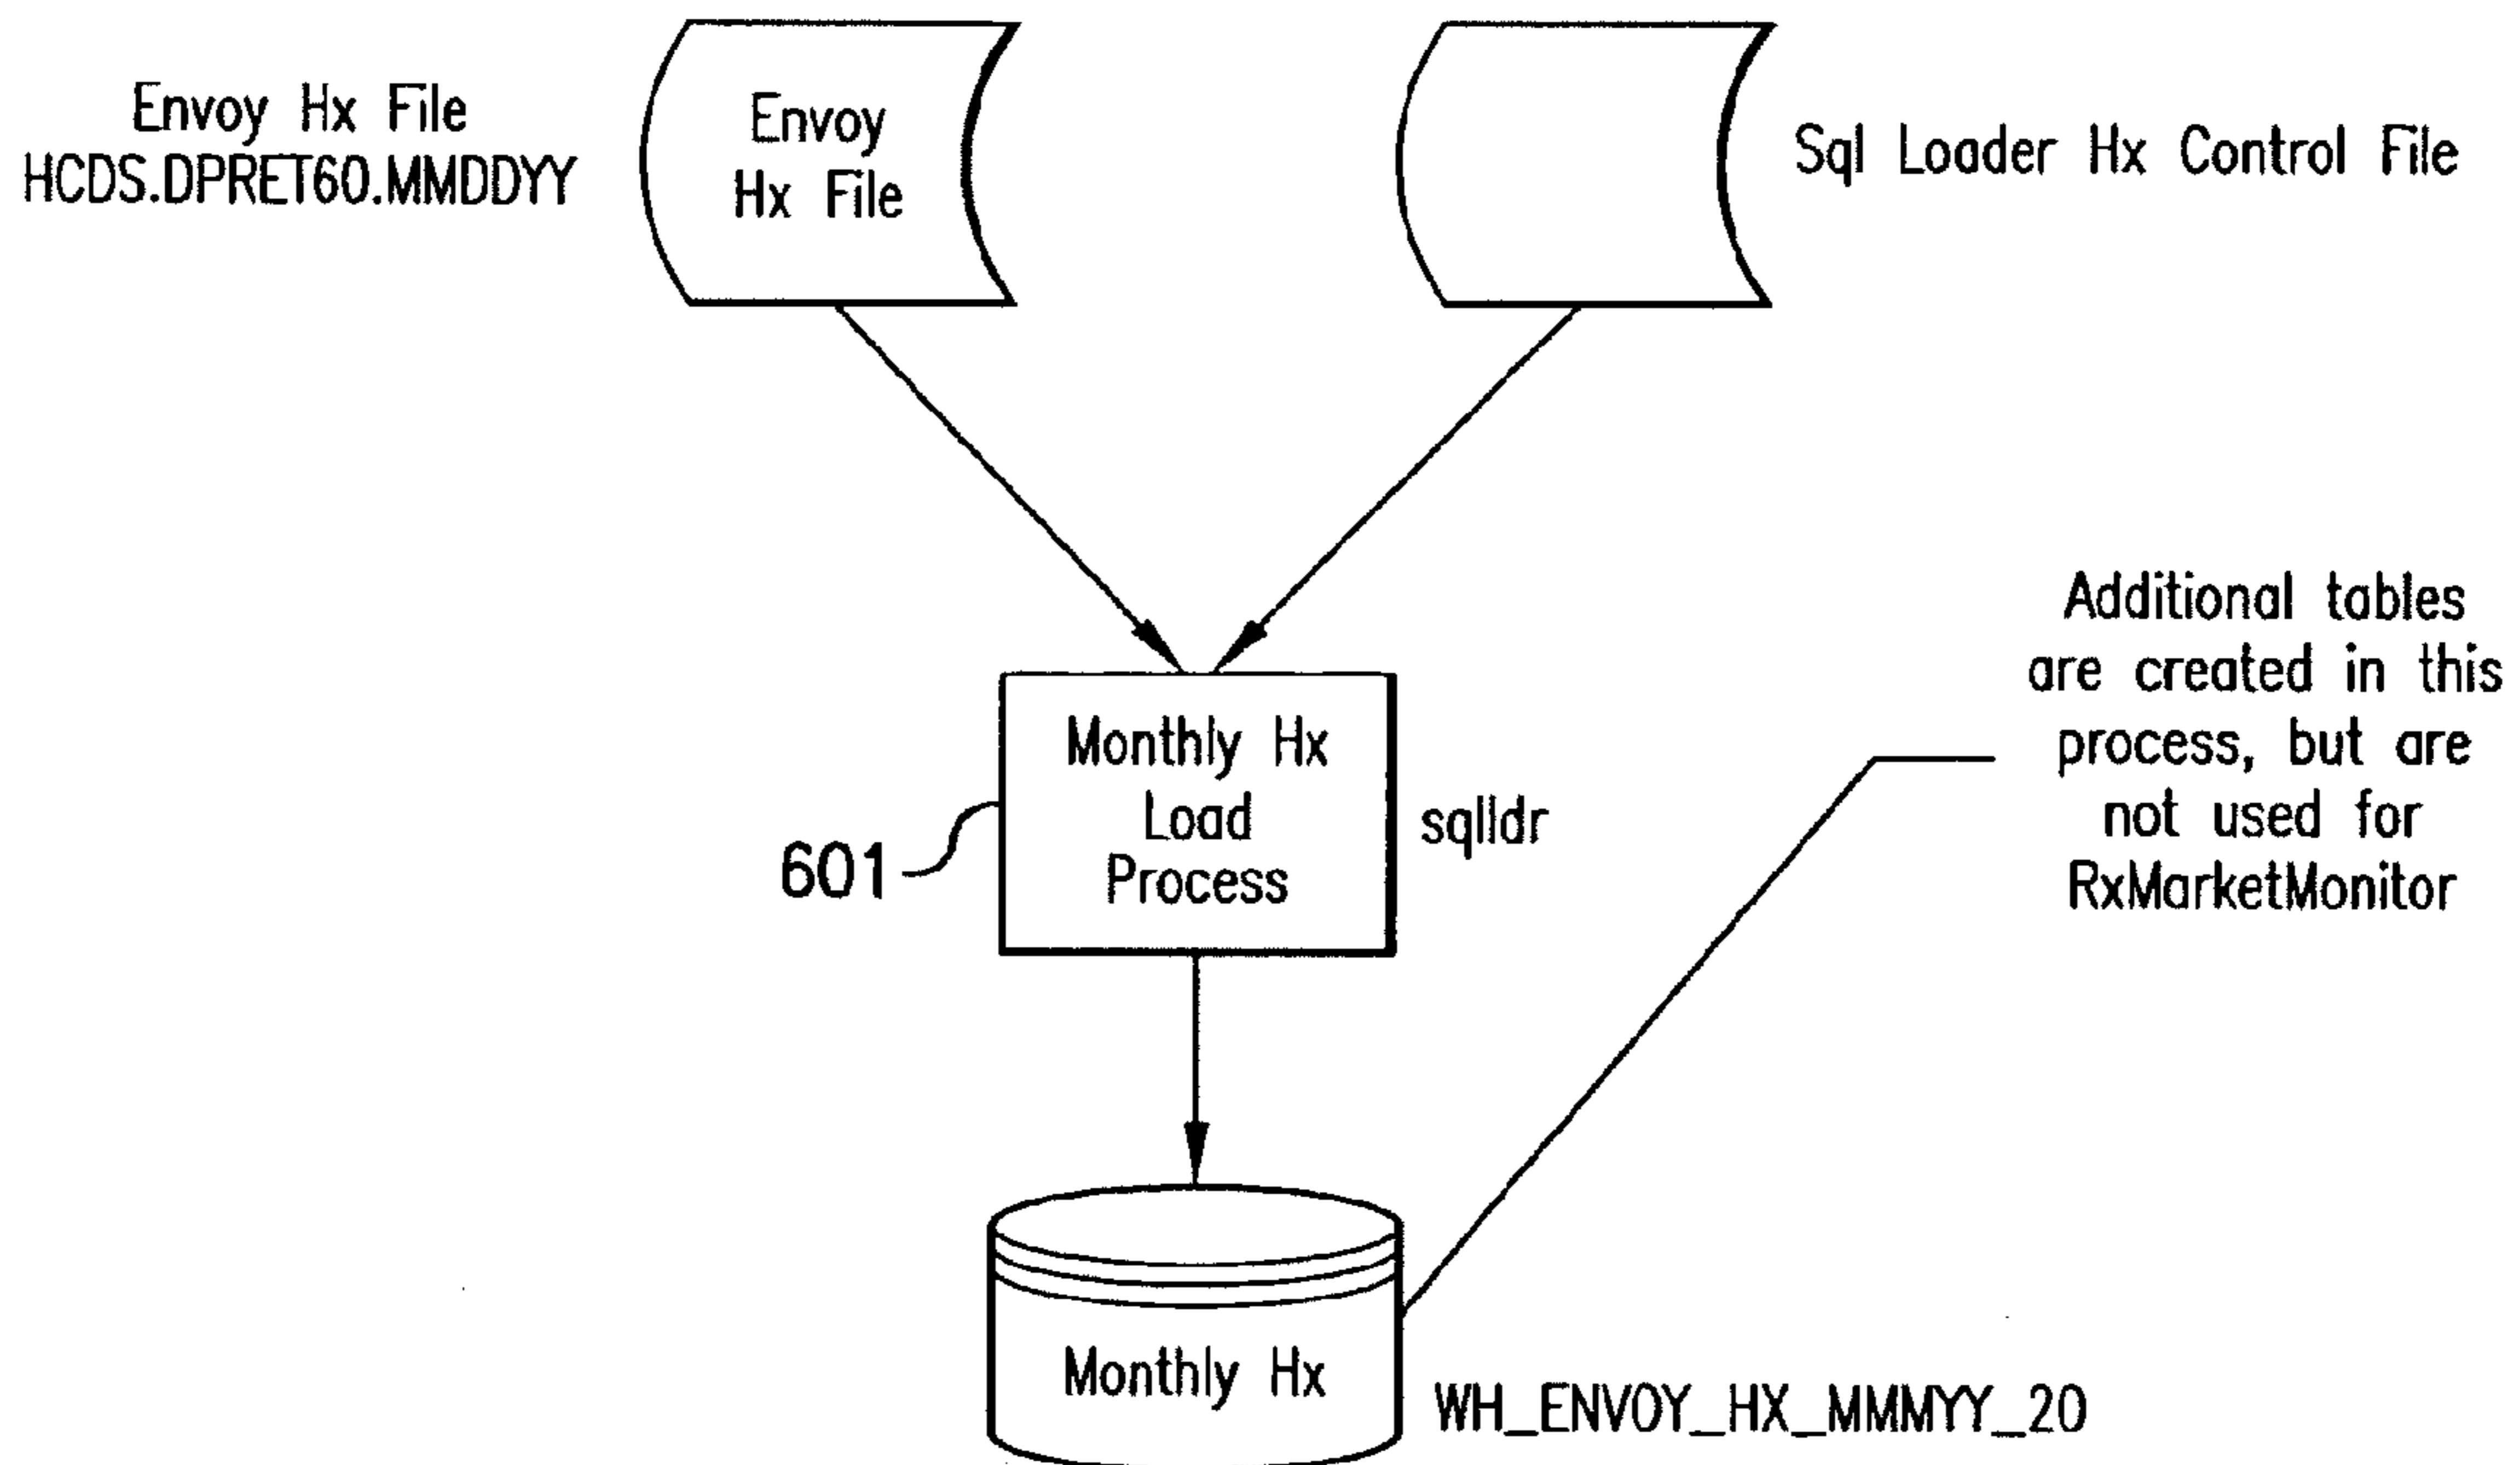 Envoy Hx File
HCDS.DPRET60.MMDDYY
Envoy
Hx File
Sql Loader Hx Control File
Additional tables
are created in this
process, but are
not used for
RxMarketMonitor
Monthly Hx
Load
Process
sqlldr
601
Monthly Hx
WH_ENVOY_HX_MMMYY_20